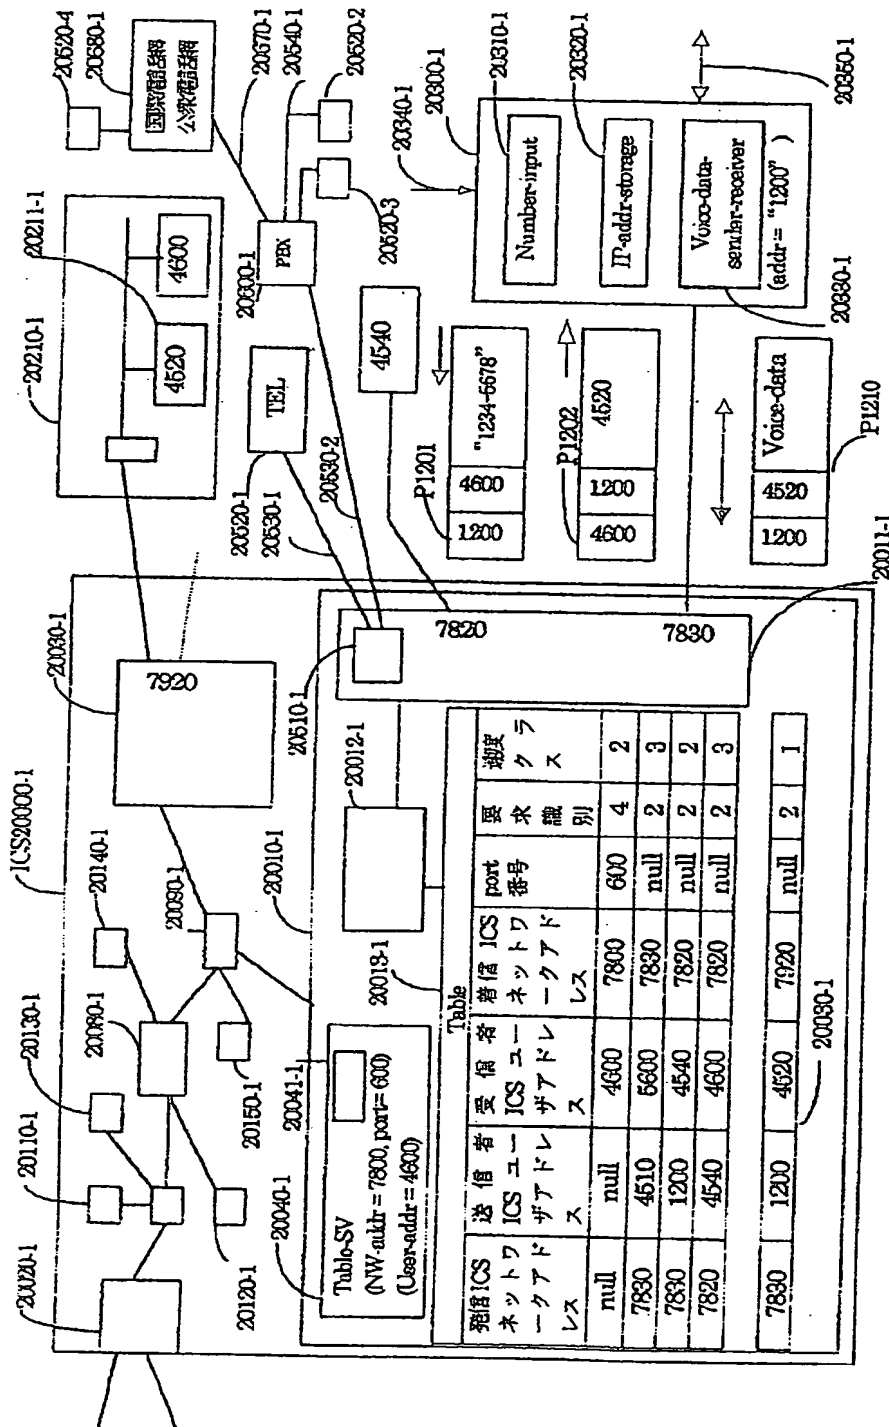 ICS20000-1
20020-1
20110-1
20130-1
20080-1
20140-1
20090-1
20030-1
7920
20120-1
20150-1
20210-1
20211-1
4520
4600
20520-4
20680-1
国際電話網
公衆電話網
20670-1
20540-1
20520-2
20520-3
20600-1
PBX
TEL
20520-1
20530-1
20530-2
4540
20010-1
20040-1
20041-1
Table-SV
(NW-addr = 7800, port= 600)
(User-addr = 4600)
20012-1
20013-1
20510-1
7820
7830
20011-1
Table
発信ICSネットワークアドレス 送信者ICSユーザアドレス 受信者ICSユーザアドレス 着信ICSネットワークアドレス port番号 要求識別 速度クラス
null null 4600 7800 600 4 2
7830 4510 5600 7830 null 2 3
7830 1200 4540 7820 null 2 2
7820 4540 4600 7820 null 2 3
7830 1200 4520 7920 null 2 1
20030-1
P1201
1200 4600 "1234-5678"
P1202
4600 1200 4520
1200 4520 Voice-data
P1210
20340-1
20300-1
20310-1
20320-1
Number-input
IP-addr-storage
Voice-data-
sender-receiver
(addr = "1200" )
20330-1
20350-1